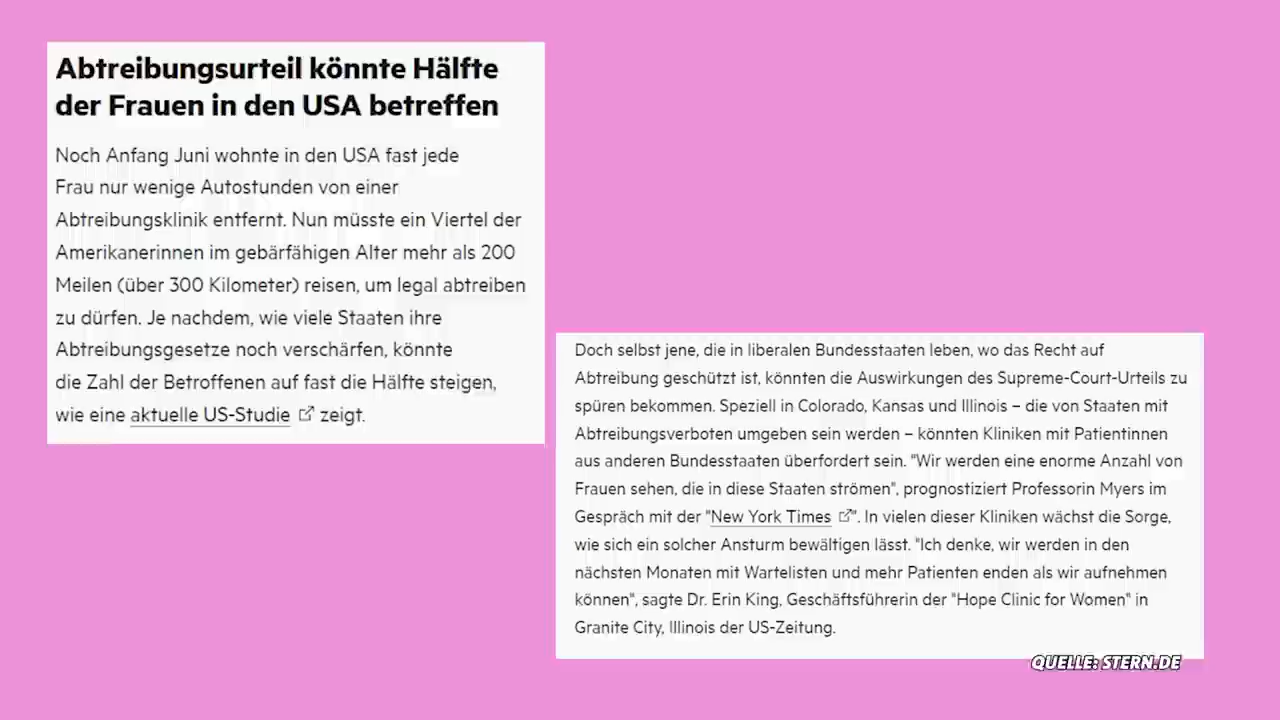 Abtreibungsurteil könnte Hälfte
der Frauen in den USA betreffen
Noch Anfang Juni wohnte in den USA fast jede
Frau nur wenige Autostunden von einer
Abtreibungsklinik entfernt. Nun müsste ein Viertel der
Amerikanerinnen im gebärfähigen Alter mehr als 200
Meilen (über 300 Kilometer) reisen, um legal abtreiben
zu dürfen. Je nachdem, wie viele Staaten ihre
Abtreibungsgesetze noch verschärfen, könnte
die Zahl der Betroffenen auf fast die Hälfte steigen,
wie eine aktuelle US-Studie zeigt.
Doch selbst jene, die in liberalen Bundesstaaten leben, wo das Recht auf
Abtreibung geschützt ist, könnten die Auswirkungen des Supreme-Court-Urteils zu
spüren bekommen. Speziell in Colorado, Kansas und Illinois – die von Staaten mit
Abtreibungsverboten umgeben sein werden – könnten Kliniken mit Patientinnen
aus anderen Bundesstaaten überfordert sein. "Wir werden eine enorme Anzahl von
Frauen sehen, die in diese Staaten strömen", prognostiziert Professorin Myers im
Gespräch mit der "New York Times". In vielen dieser Kliniken wächst die Sorge,
wie sich ein solcher Ansturm bewältigen lässt. "Ich denke, wir werden in den
nächsten Monaten mit Wartelisten und mehr Patienten enden als wir aufnehmen
können", sagte Dr. Erin King, Geschäftsführerin der "Hope Clinic for Women" in
Granite City, Illinois der US-Zeitung.
QUELLE: STERN.DE